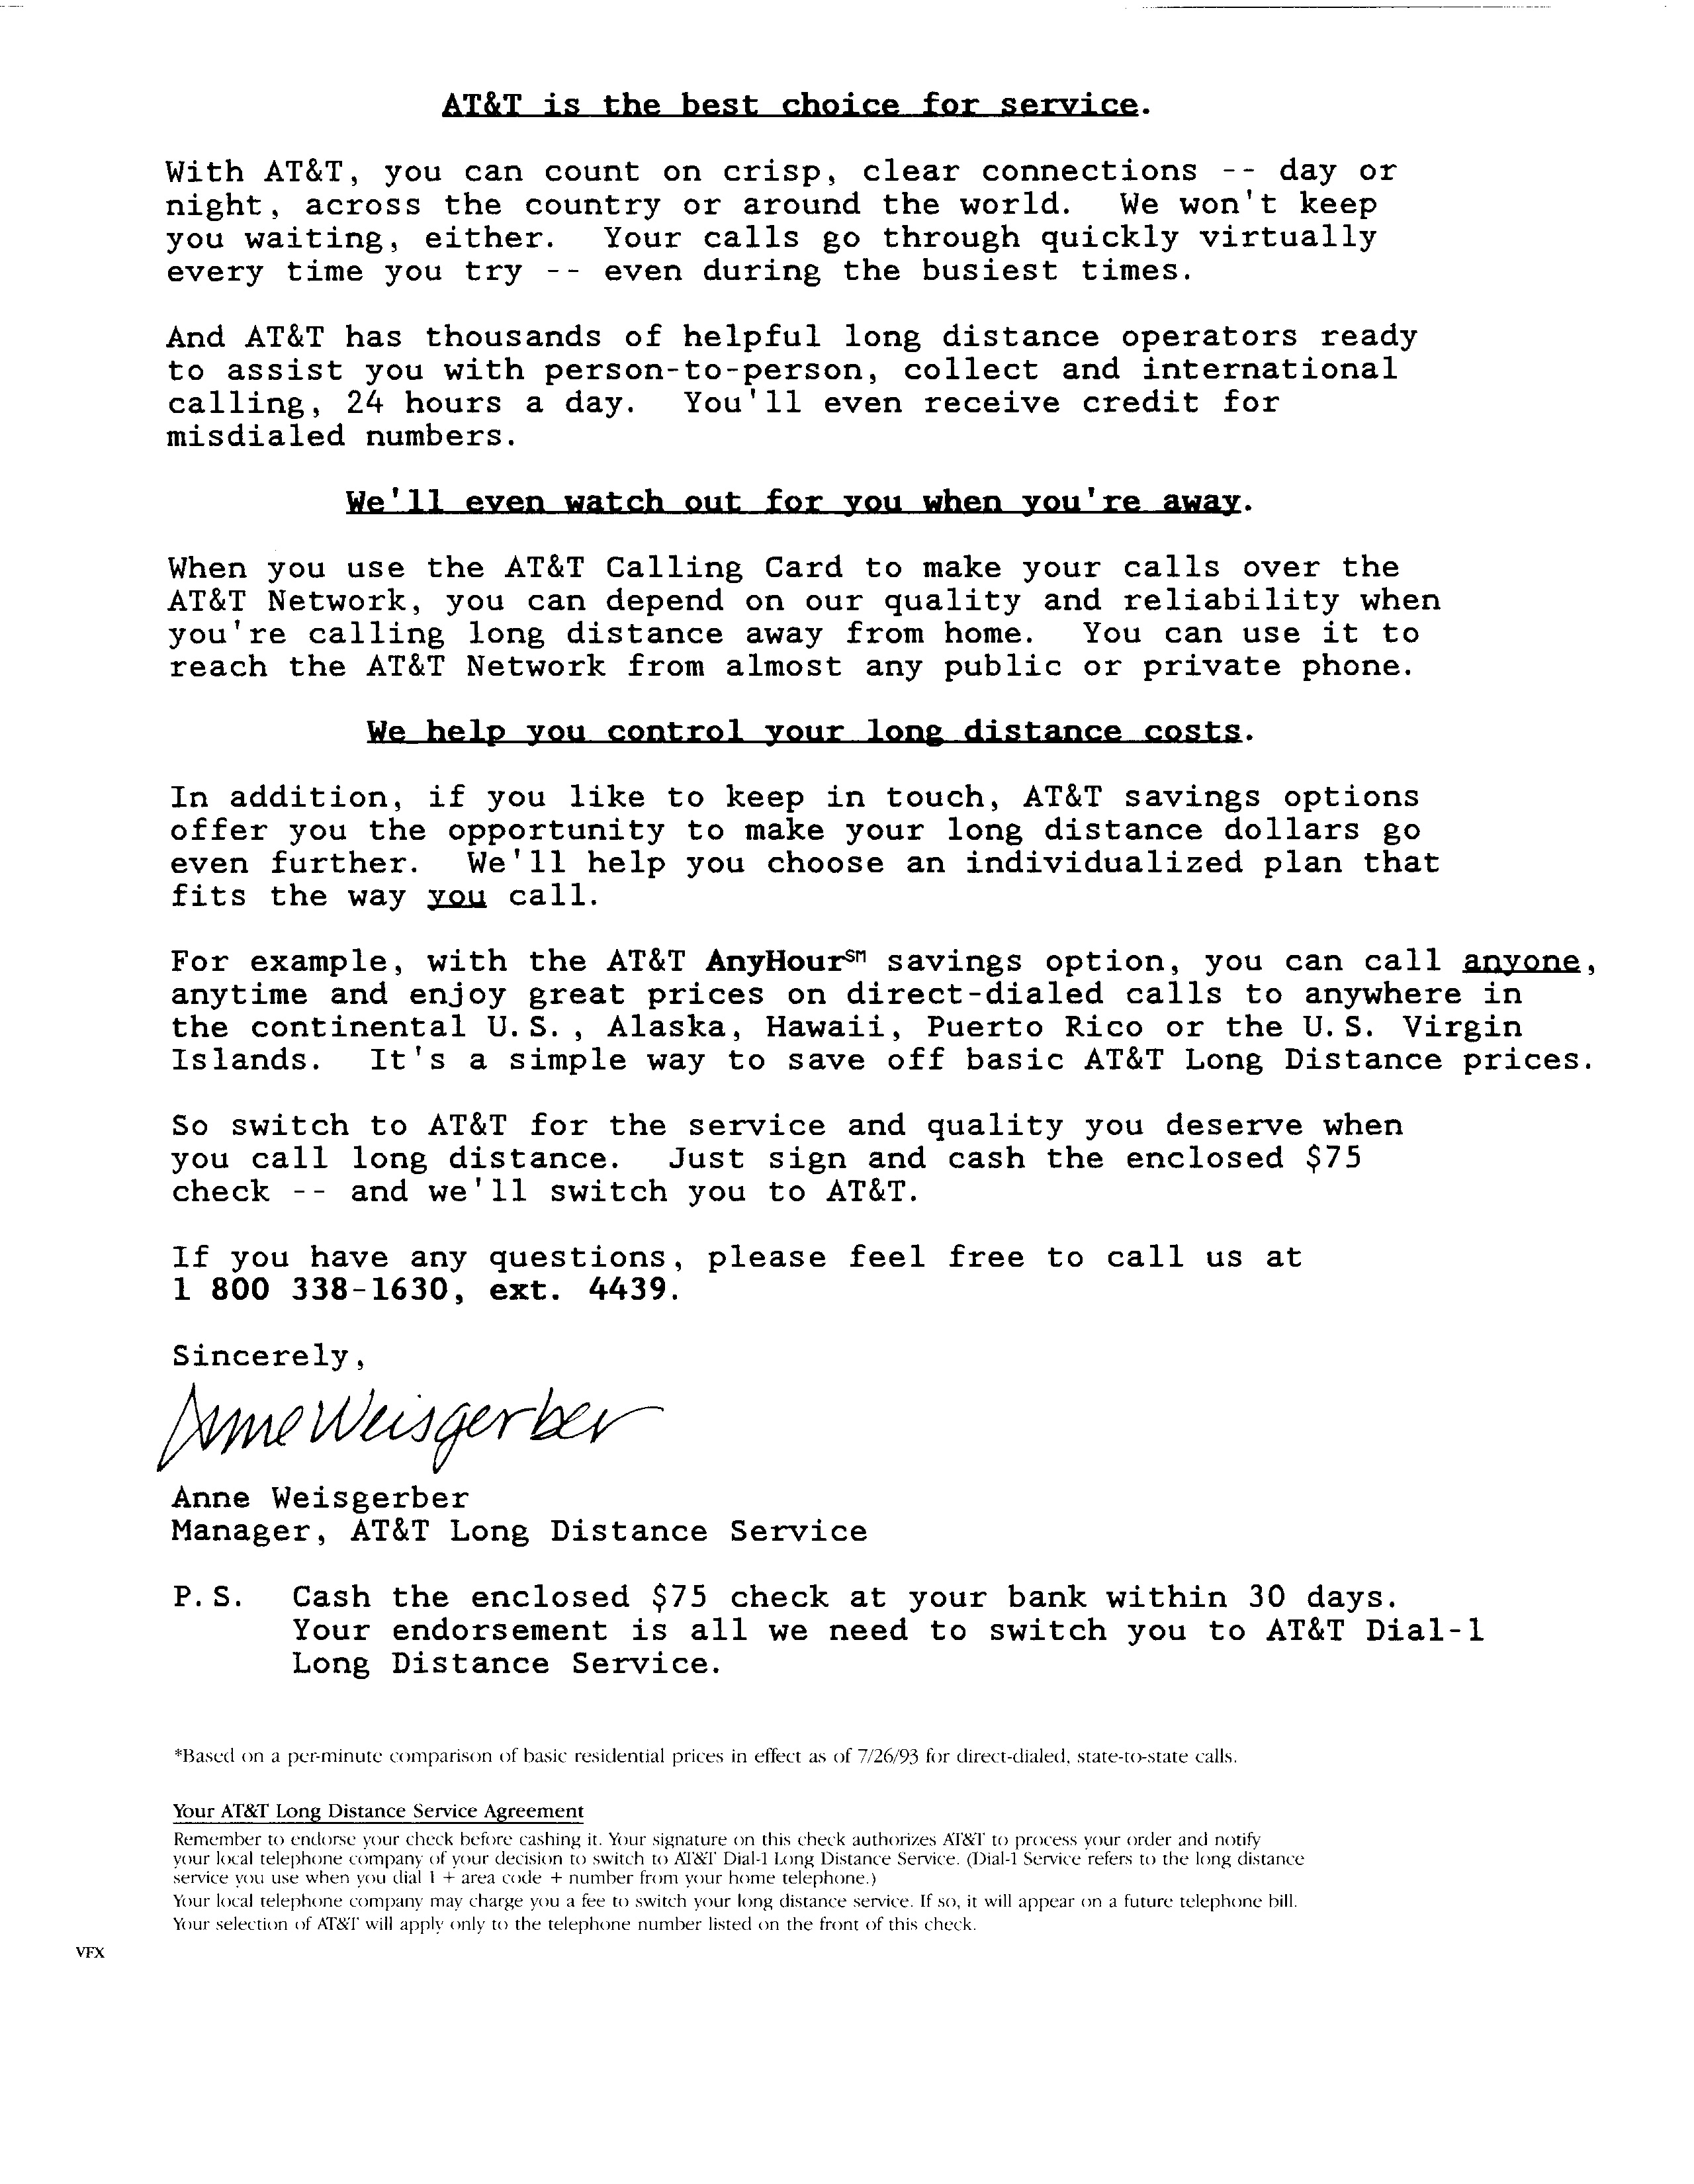 AT&T is the best choice for service.
With AT&T, you can count on crisp, clear connections -- day or
night, across the country or around the world.  We won't keep
you waiting, either.  Your calls go through quickly virtually
every time you try -- even during the busiest times.
And AT&T has thousands of helpful long distance operators ready
to assist you with person-to-person, collect and international
calling, 24 hours a day.  You'll even receive credit for
misdialed numbers.
We'll even watch out for you when you're away.
When you use the AT&T Calling Card to make your calls over the
AT&T Network, you can depend on our quality and reliability when
you're calling long distance away from home.  You can use it to
reach the AT&T Network from almost any public or private phone.
We help you control your long distance costs.
In addition, if you like to keep in touch, AT&T savings options
offer you the opportunity to make your long distance dollars go
even further.  We'll help you choose an individualized plan that
fits the way you call.
For example, with the AT&T AnyHour℠ savings option, you can call anyone,
anytime and enjoy great prices on direct-dialed calls to anywhere in
the continental U.S., Alaska, Hawaii, Puerto Rico or the U.S. Virgin
Islands.  It's a simple way to save off basic AT&T Long Distance prices.
So switch to AT&T for the service and quality you deserve when
you call long distance.  Just sign and cash the enclosed $75
check -- and we'll switch you to AT&T.
If you have any questions, please feel free to call us at
1 800 338-1630, ext. 4439.
Sincerely,
Anne Weisgerber
Anne Weisgerber
Manager, AT&T Long Distance Service
P.S.  Cash the enclosed $75 check at your bank within 30 days.
Your endorsement is all we need to switch you to AT&T Dial-1
Long Distance Service.
*Based on a per-minute comparison of basic residential prices in effect as of 7/26/93 for direct-dialed, state-to-state calls.
Your AT&T Long Distance Service Agreement
Remember to endorse your check before cashing it. Your signature on this check authorizes AT&T to process your order and notify
your local telephone company of your decision to switch to AT&T Dial-1 Long Distance Service. (Dial-1 Service refers to the long distance
service you use when you dial 1 + area code + number from your home telephone.)
Your local telephone company may charge you a fee to switch your long distance service. If so, it will appear on a future telephone bill.
Your selection of AT&T will apply only to the telephone number listed on the front of this check.
VFX